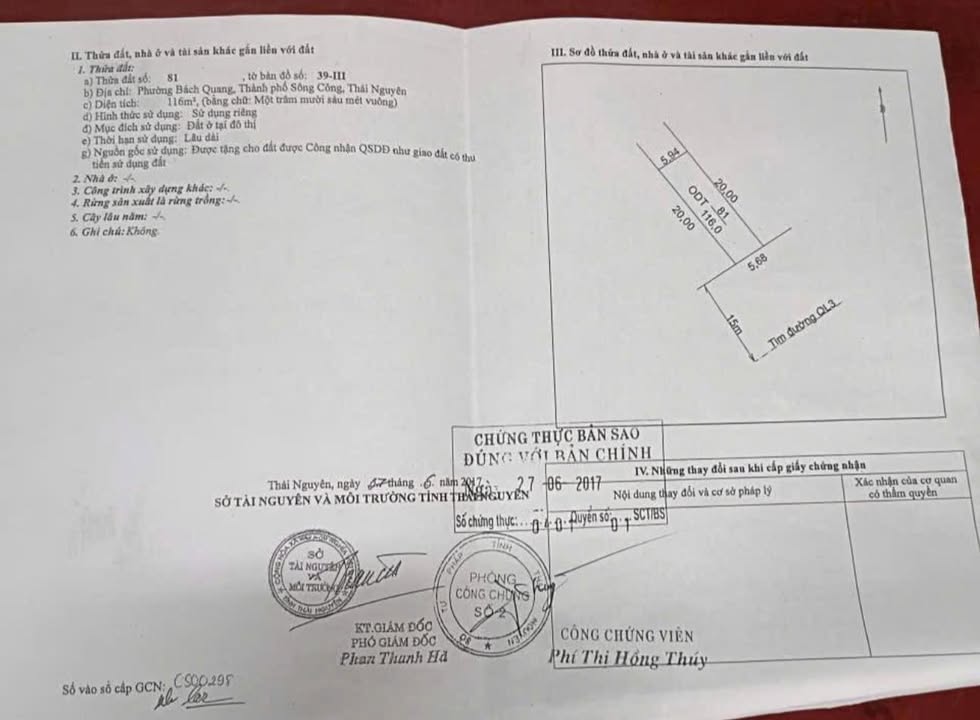 II. Thửa đất, nhà ở và tài sản khác gắn liền với đất
1. Thửa đất:
a) Thửa đất số: 81 , tờ bản đồ số: 39-III
b) Địa chỉ: Phường Bách Quang, Thành phố Sông Công, Thái Nguyên
c) Diện tích: 116m², (bằng chữ: Một trăm mười sáu mét vuông)
d) Hình thức sử dụng: Sử dụng riêng
đ) Mục đích sử dụng: Đất ở tại đô thị
e) Thời hạn sử dụng: Lâu dài
g) Nguồn gốc sử dụng: Được tặng cho đất được Công nhận QSDĐ như giao đất có thu
tiền sử dụng đất
2. Nhà ở: -/-.
3. Công trình xây dựng khác: -/-.
4. Rừng sản xuất là rừng trồng: -/-.
5. Cây lâu năm: -/-.
6. Ghi chú: Không.
III. Sơ đồ thửa đất, nhà ở và tài sản khác gắn liền với đất
5,94
20,00
ODT 81
116,0
20,00
5,68
15m
Tim đường QL3
CHỨNG THỰC BẢN SAO
ĐÚNG VỚI BẢN CHÍNH
27 -06- 2017
Số chứng thực: 0401 Quyển số: 01 SCT/BS
Thái Nguyên, ngày 07 tháng 6 năm 2017
SỞ TÀI NGUYÊN VÀ MÔI TRƯỜNG TỈNH THÁI NGUYÊN
SỞ
TÀI NGUYÊN
VÀ
MÔI TRƯỜNG
TỈNH THÁI NGUYÊN
KT.GIÁM ĐỐC
PHÓ GIÁM ĐỐC
Phan Thanh Hà
PHÒNG
CÔNG CHỨNG
SỐ 2
CÔNG CHỨNG VIÊN
Phí Thị Hồng Thúy
IV. Những thay đổi sau khi cấp giấy chứng nhận
Nội dung thay đổi và cơ sở pháp lý
Xác nhận của cơ quan
có thẩm quyền
Số vào sổ cấp GCN: CS00298